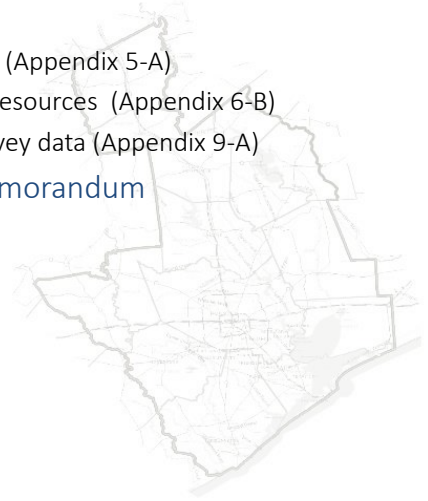 (Appendix 5-A)
esources (Appendix 6-B)
vey data (Appendix 9-A)
morandum